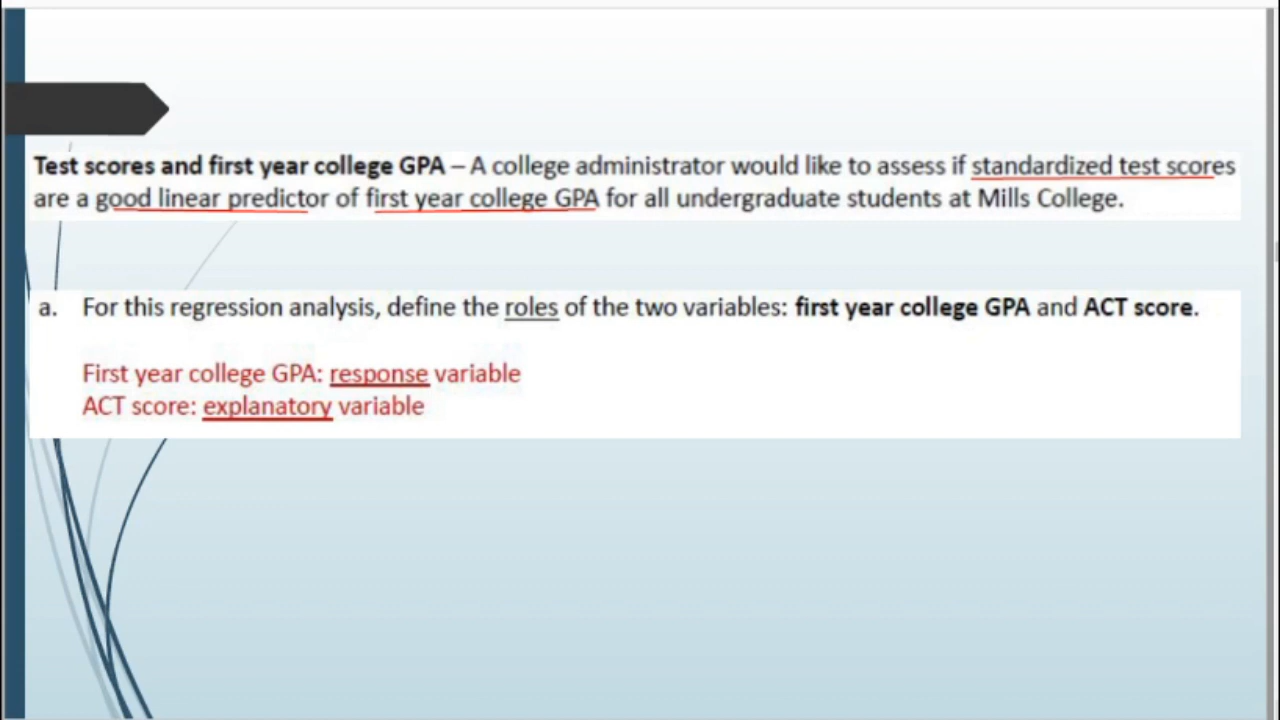 Test scores and first year college GPA – A college administrator would like to assess if standardized test scores
are a good linear predictor of first year college GPA for all undergraduate students at Mills College.
a. For this regression analysis, define the roles of the two variables: first year college GPA and ACT score.
First year college GPA: response variable
ACT score: explanatory variable